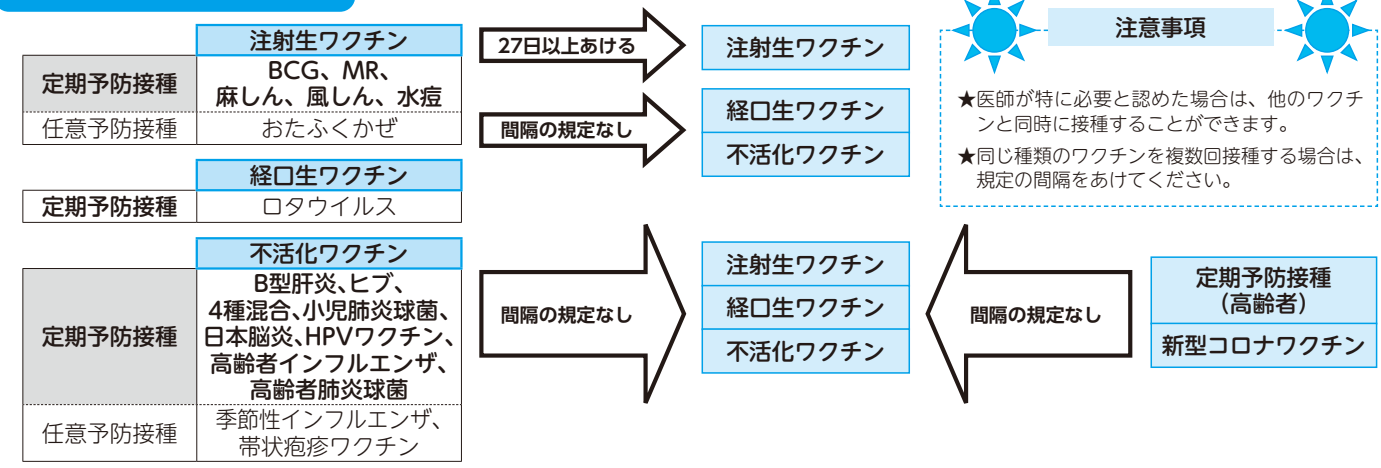 注射生ワクチン
定期予防接種
BCG、MR、
麻しん、風しん、水痘
任意予防接種
おたふくかぜ
27日以上あける
注射生ワクチン
間隔の規定なし
経口生ワクチン
不活化ワクチン
経口生ワクチン
定期予防接種
ロタウイルス
不活化ワクチン
定期予防接種
B型肝炎、ヒブ、
4種混合、小児肺炎球菌、
日本脳炎、HPVワクチン、
高齢者インフルエンザ、
高齢者肺炎球菌
任意予防接種
季節性インフルエンザ、
帯状疱疹ワクチン
間隔の規定なし
注射生ワクチン
経口生ワクチン
不活化ワクチン
間隔の規定なし
定期予防接種
（高齢者）
新型コロナワクチン
注意事項
★医師が特に必要と認めた場合は、他のワクチ
ンと同時に接種することができます。
★同じ種類のワクチンを複数回接種する場合は、
規定の間隔をあけてください。